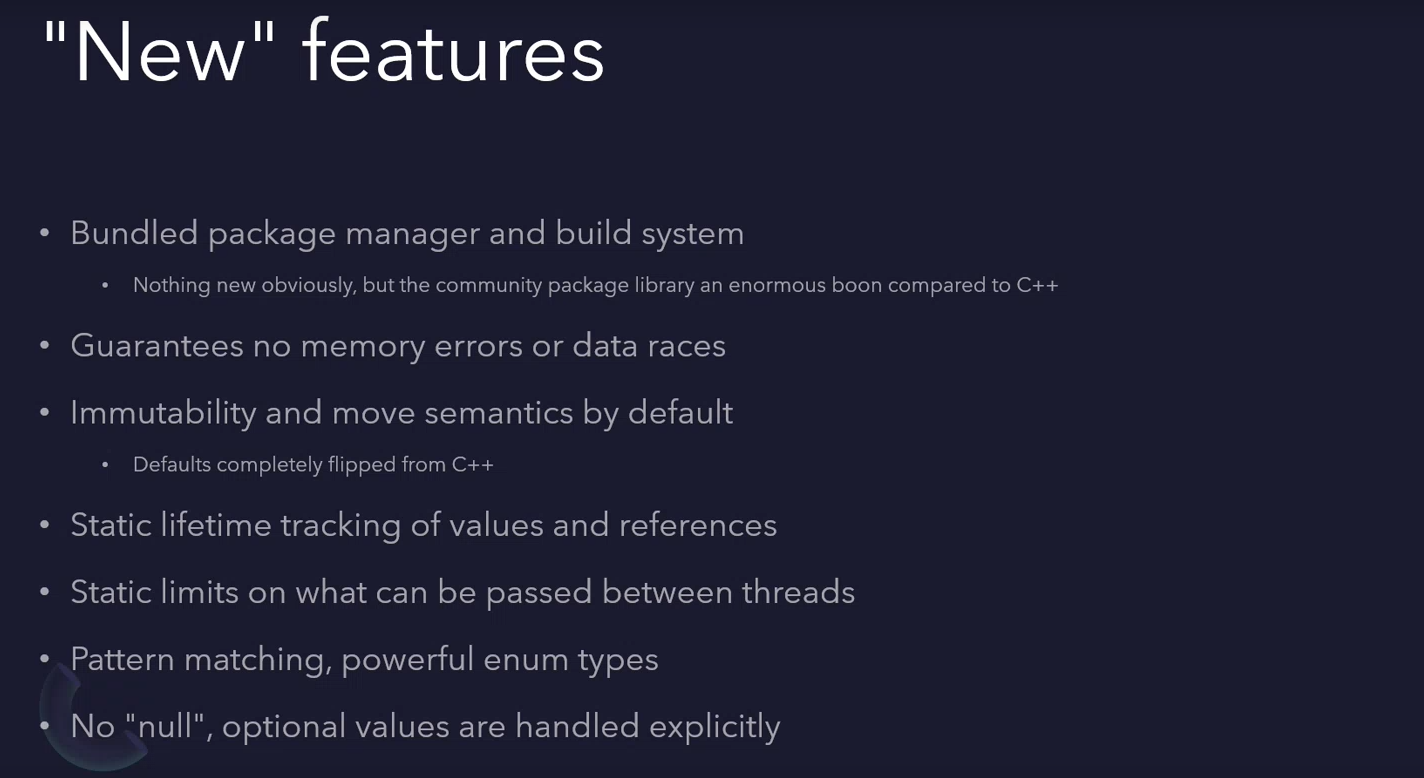 "New" features
• Bundled package manager and build system
• Nothing new obviously, but the community package library an enormous boon compared to C++
• Guarantees no memory errors or data races
• Immutability and move semantics by default
• Defaults completely flipped from C++
• Static lifetime tracking of values and references
• Static limits on what can be passed between threads
• Pattern matching, powerful enum types
• No "null", optional values are handled explicitly